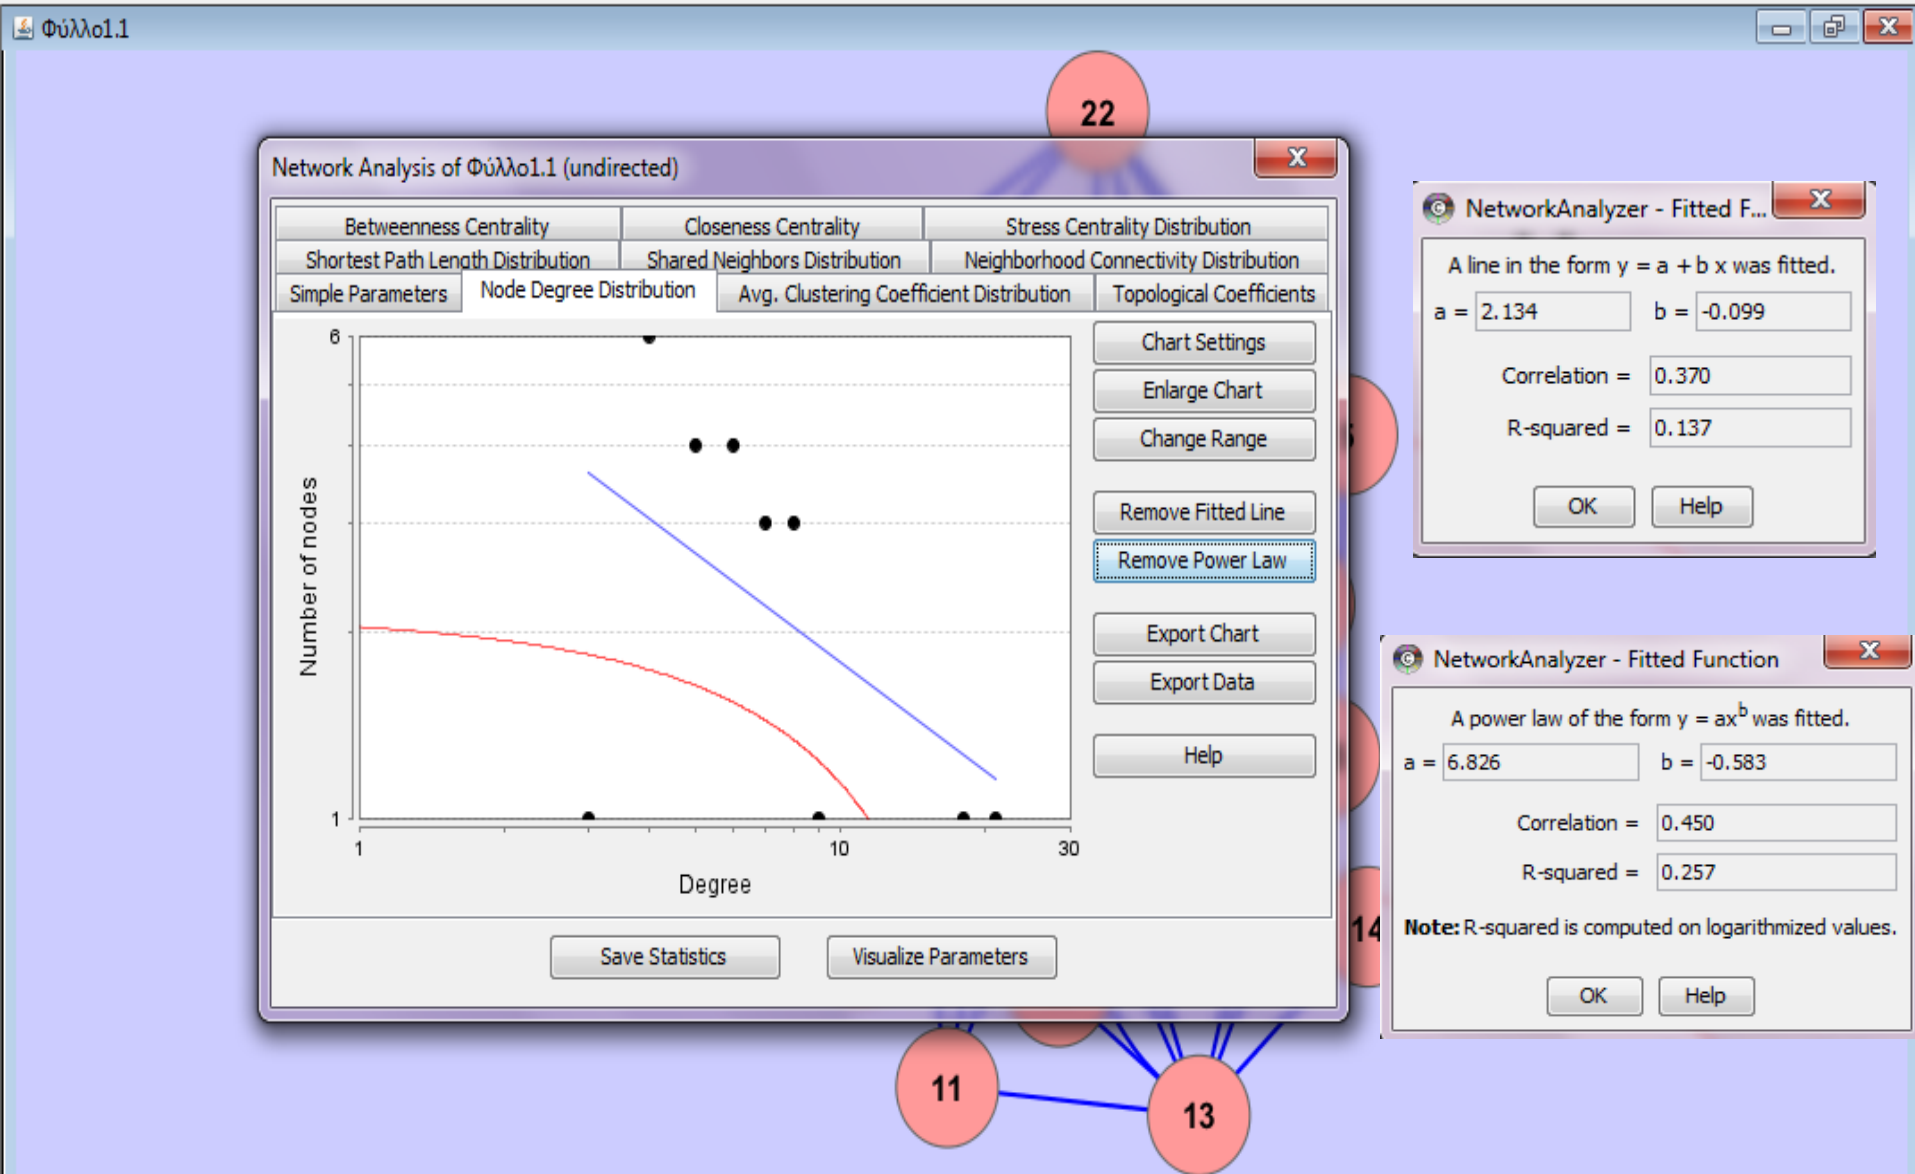 Φύλλο1.1
22
Network Analysis of Φύλλο1.1 (undirected)
Betweenness Centrality
Closeness Centrality
Stress Centrality Distribution
Shortest Path Length Distribution
Shared Neighbors Distribution
Neighborhood Connectivity Distribution
Simple Parameters
Node Degree Distribution
Avg. Clustering Coefficient Distribution
Topological Coefficients
6
Number of nodes
1
1
10
30
Degree
Chart Settings
Enlarge Chart
Change Range
Remove Fitted Line
Remove Power Law
Export Chart
Export Data
Help
Save Statistics
Visualize Parameters
NetworkAnalyzer - Fitted F...
A line in the form y = a + b x was fitted.
a = 2.134
b = -0.099
Correlation = 0.370
R-squared = 0.137
OK
Help
NetworkAnalyzer - Fitted Function
A power law of the form y = ax^b was fitted.
a = 6.826
b = -0.583
Correlation = 0.450
R-squared = 0.257
Note: R-squared is computed on logarithmized values.
OK
Help
14
11
13